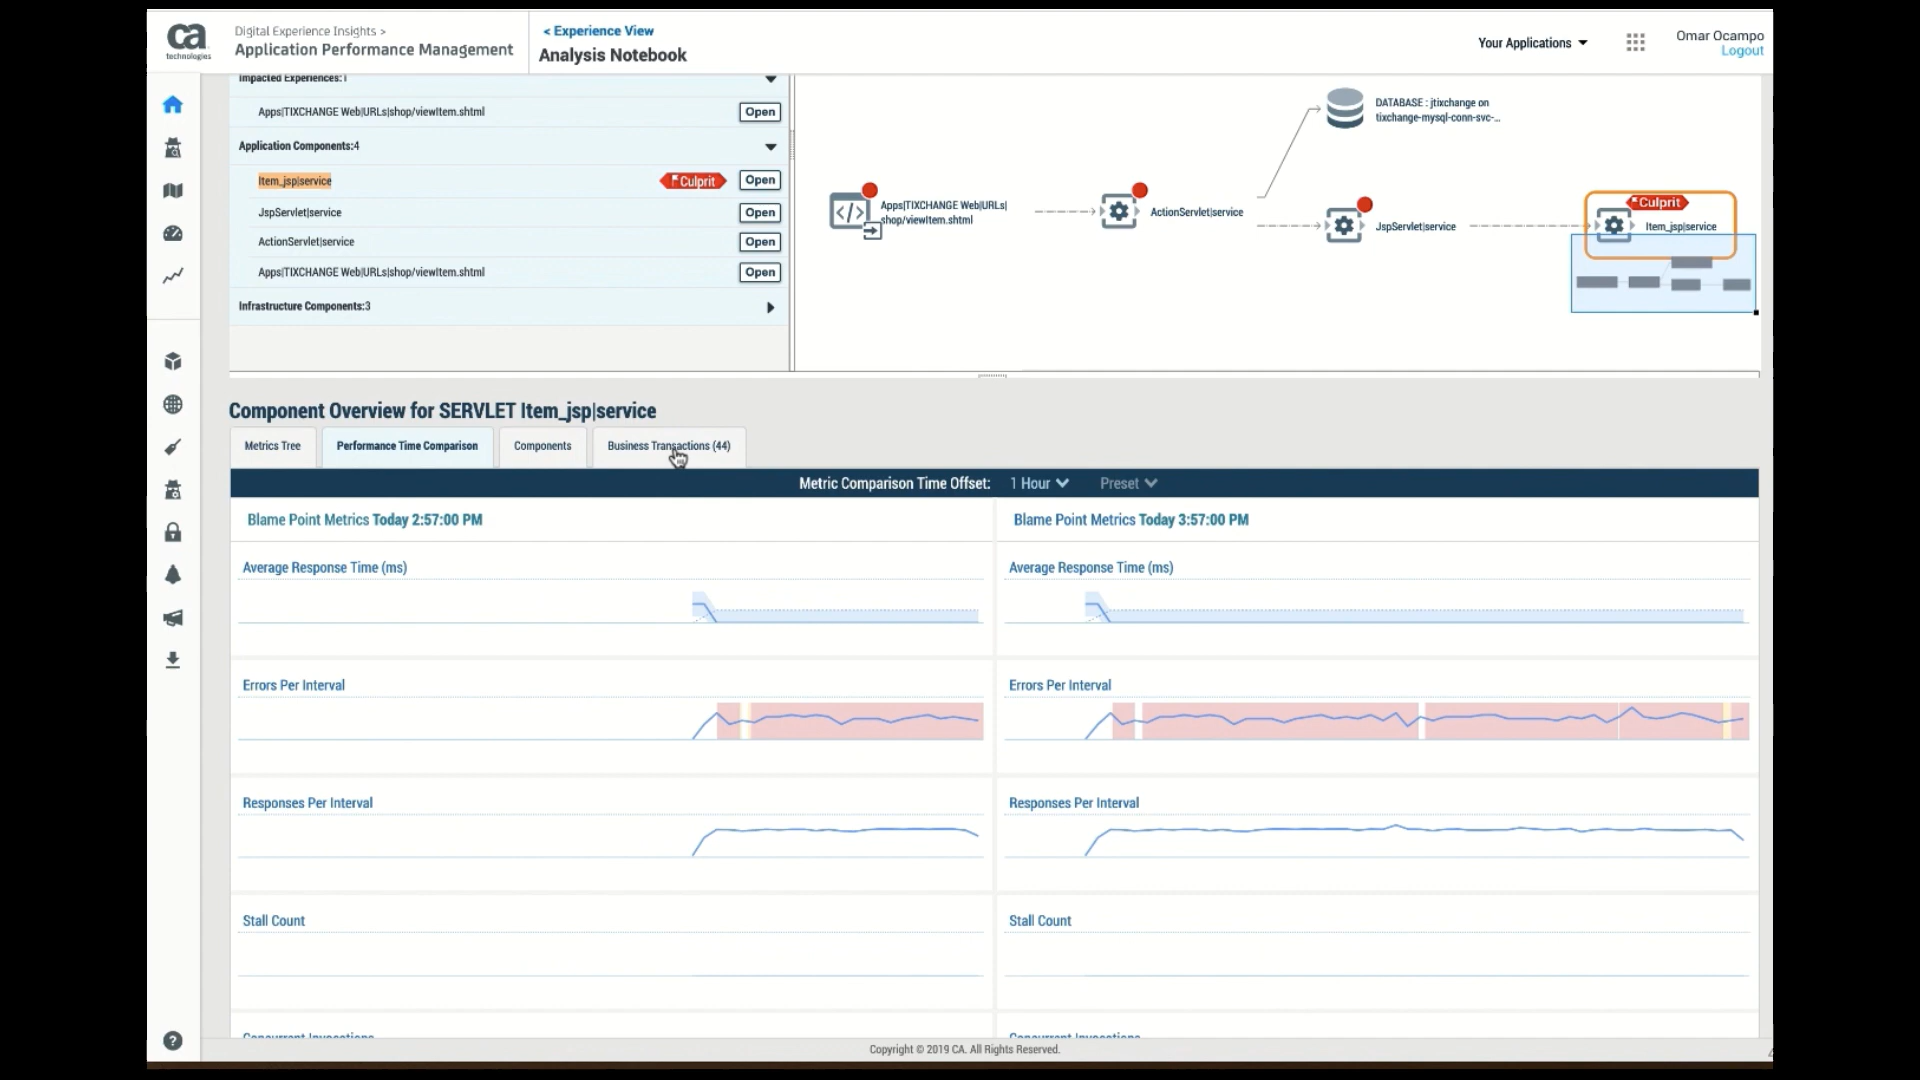 ca
technologies
Digital Experience Insights >
Application Performance Management
< Experience View
Analysis Notebook
Your Applications
Omar Ocampo
Logout
Impacted Experiences:1
Apps|TIXCHANGE Web|URLs|shop/viewItem.shtml
Open
Application Components:4
Item_jsp|service
Culprit
Open
JspServlet|service
Open
ActionServlet|service
Open
Apps|TIXCHANGE Web|URLs|shop/viewItem.shtml
Open
Infrastructure Components:3
DATABASE : jtixchange on
tixchange-mysql-conn-svc-...
Apps|TIXCHANGE Web|URLs|
shop/viewItem.shtml
ActionServlet|service
JspServlet|service
Culprit
Item_jsp|service
Component Overview for SERVLET Item_jsp|service
Metrics Tree
Performance Time Comparison
Components
Business Transactions (44)
Metric Comparison Time Offset:
1 Hour
Preset
Blame Point Metrics Today 2:57:00 PM
Blame Point Metrics Today 3:57:00 PM
Average Response Time (ms)
Average Response Time (ms)
Errors Per Interval
Errors Per Interval
Responses Per Interval
Responses Per Interval
Stall Count
Stall Count
Concurrent Invocations
Concurrent Invocations
Copyright © 2019 CA. All Rights Reserved.